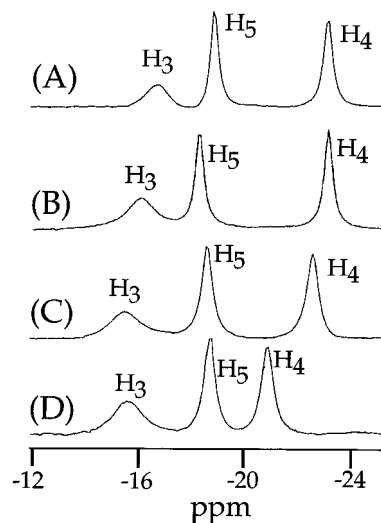 (A) H3 H5 H4
(B) H3 H5 H4
(C) H3 H5 H4
(D) H3 H5 H4
-12 -16 -20 -24
ppm